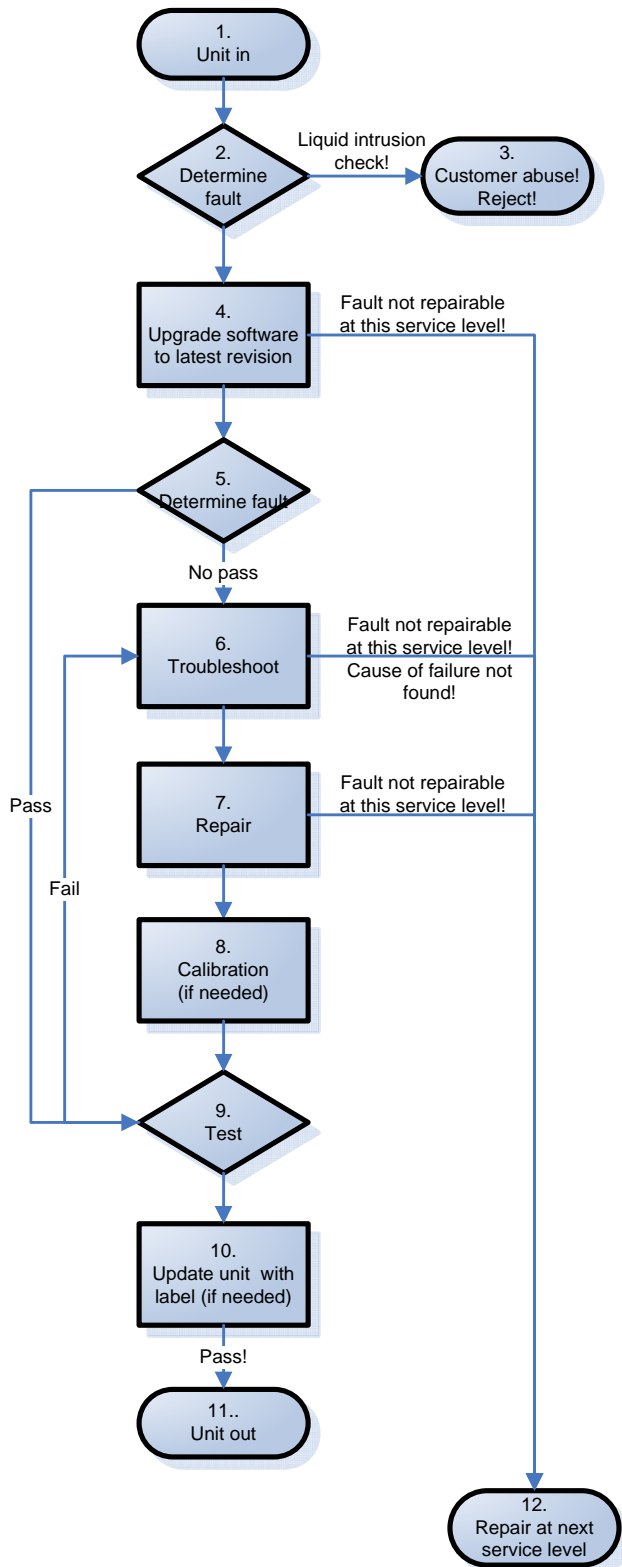 1.
Unit in
2.
Determine
fault
Liquid intrusion
check!
3.
Customer abuse!
Reject!
4.
Upgrade software
to latest revision
Fault not repairable
at this service level!
5.
Determine fault
No pass
6.
Troubleshoot
Fault not repairable
at this service level!
Cause of failure not
found!
7.
Repair
Fault not repairable
at this service level!
Pass
Fail
8.
Calibration
(if needed)
9.
Test
10.
Update unit with
label (if needed)
Pass!
11..
Unit out
12.
Repair at next
service level